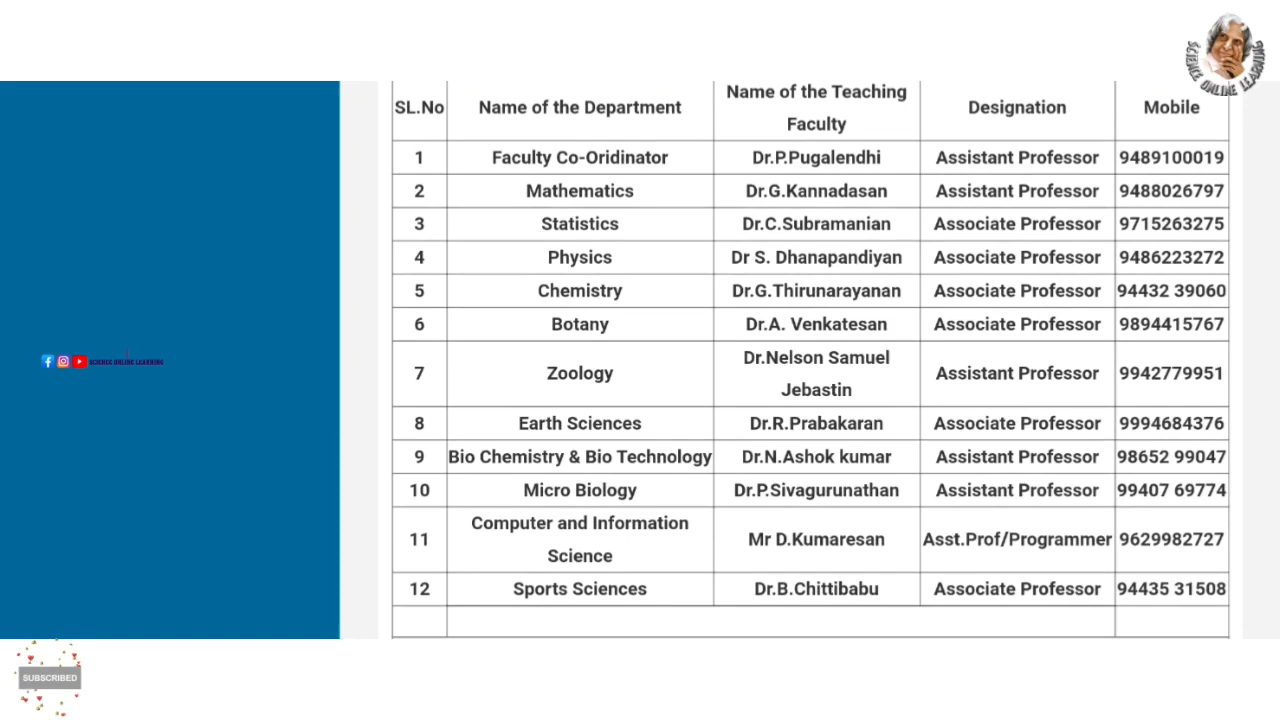 SCIENCE ONLINE LEARNING
SL.No Name of the Department Name of the Teaching Faculty Designation Mobile
1 Faculty Co-Oridinator Dr.P.Pugalendhi Assistant Professor 9489100019
2 Mathematics Dr.G.Kannadasan Assistant Professor 9488026797
3 Statistics Dr.C.Subramanian Associate Professor 9715263275
4 Physics Dr S. Dhanapandiyan Associate Professor 9486223272
5 Chemistry Dr.G.Thirunarayanan Associate Professor 94432 39060
6 Botany Dr.A. Venkatesan Associate Professor 9894415767
7 Zoology Dr.Nelson Samuel Jebastin Assistant Professor 9942779951
8 Earth Sciences Dr.R.Prabakaran Associate Professor 9994684376
9 Bio Chemistry & Bio Technology Dr.N.Ashok kumar Assistant Professor 98652 99047
10 Micro Biology Dr.P.Sivagurunathan Assistant Professor 99407 69774
11 Computer and Information Science Mr D.Kumaresan Asst.Prof/Programmer 9629982727
12 Sports Sciences Dr.B.Chittibabu Associate Professor 94435 31508
SCIENCE ONLINE LEARNING
SUBSCRIBED